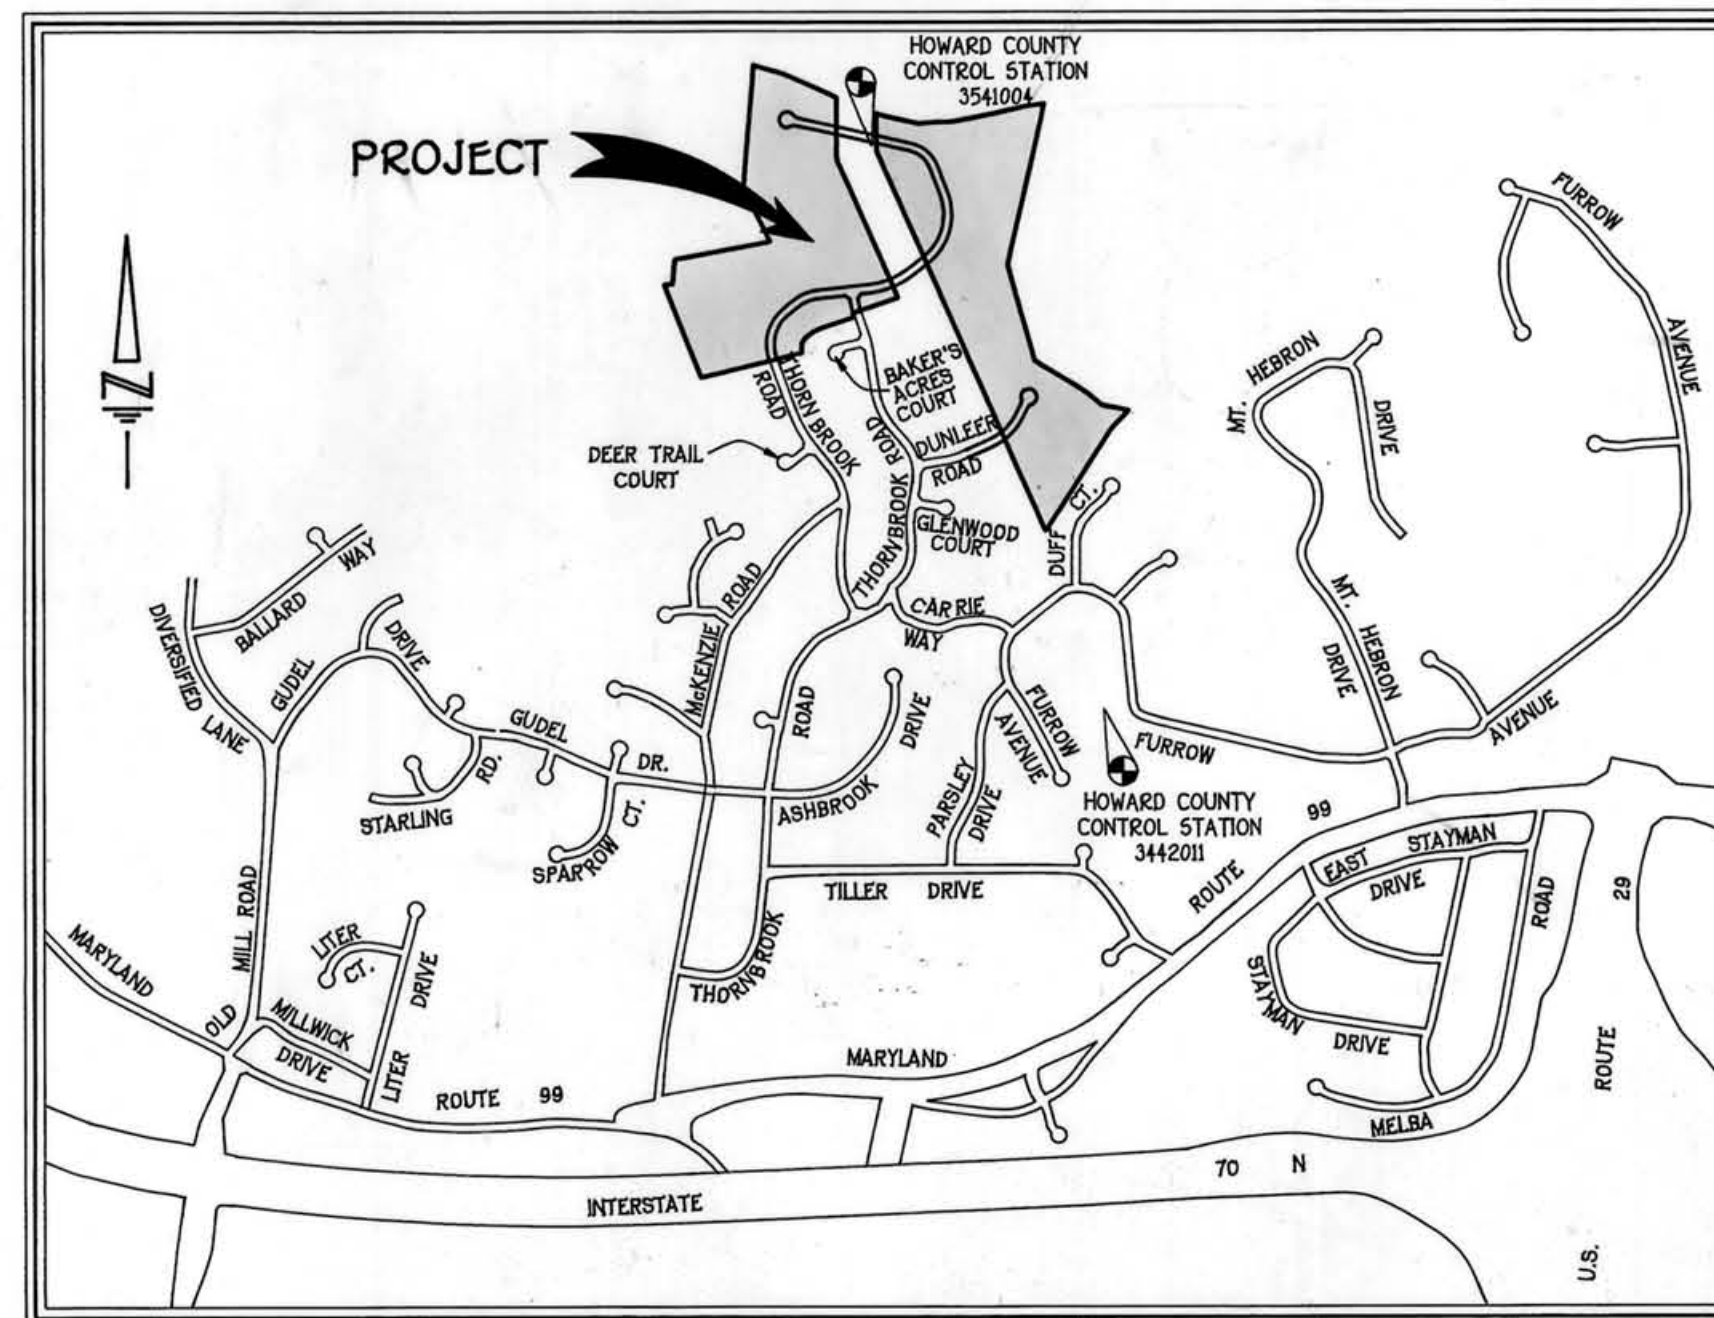 HOWARD COUNTY
CONTROL STATION
3541004
PROJECT
N
FURROW
AVENUE
MT. HEBRON
DRIVE
BAKER'S
ACRES
COURT
THORN BROOK
ROAD
DEER TRAIL
COURT
DUNLEER
ROAD
THORNBROOK ROAD
GLENWOOD
COURT
DUFF CT.
BALLARD WAY
DIVERSIFIED LANE
GUDEL DRIVE
McKENZIE ROAD
CARRIE
WAY
MT. HEBRON
DRIVE
GUDEL DR.
ROAD
ASHBROOK DRIVE
FURROW
AVENUE
PARSLEY
DRIVE
FURROW AVENUE
STARLING RD.
SPARROW CT.
HOWARD COUNTY
CONTROL STATION
3442011
TILLER DRIVE
ROUTE 99
EAST STAYMAN
DRIVE
ROAD
29
MARYLAND
OLD MILL ROAD
LITER
CT.
LITER DRIVE
MILLWICK
DRIVE
THORNBROOK
STAYMAN DRIVE
MELBA
ROUTE 99
MARYLAND
INTERSTATE 70 N
U.S. ROUTE